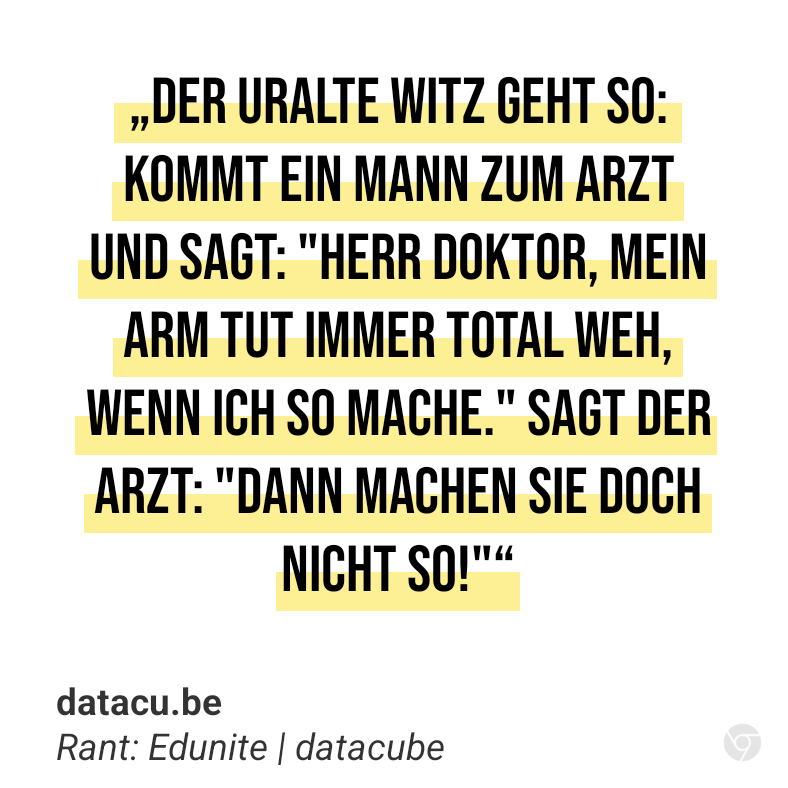 „DER URALTE WITZ GEHT SO:
KOMMT EIN MANN ZUM ARZT
UND SAGT: "HERR DOKTOR, MEIN
ARM TUT IMMER TOTAL WEH,
WENN ICH SO MACHE." SAGT DER
ARZT: "DANN MACHEN SIE DOCH
NICHT SO!"“
datacu.be
Rant: Edunite | datacube